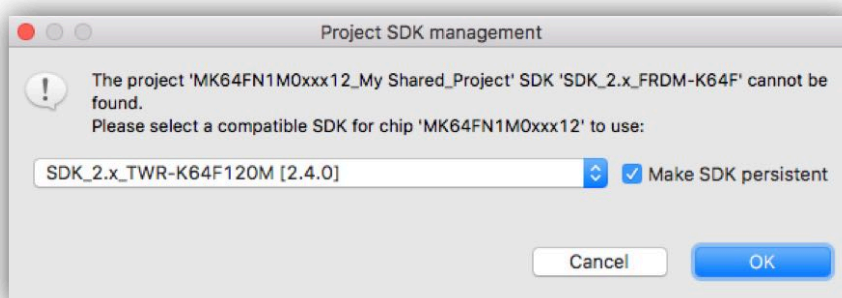 Project SDK management
The project 'MK64FN1M0xxx12_My Shared_Project' SDK 'SDK_2.x_FRDM-K64F' cannot be
found.
Please select a compatible SDK for chip 'MK64FN1M0xxx12' to use:
SDK_2.x_TWR-K64F120M [2.4.0]
Make SDK persistent
Cancel
OK